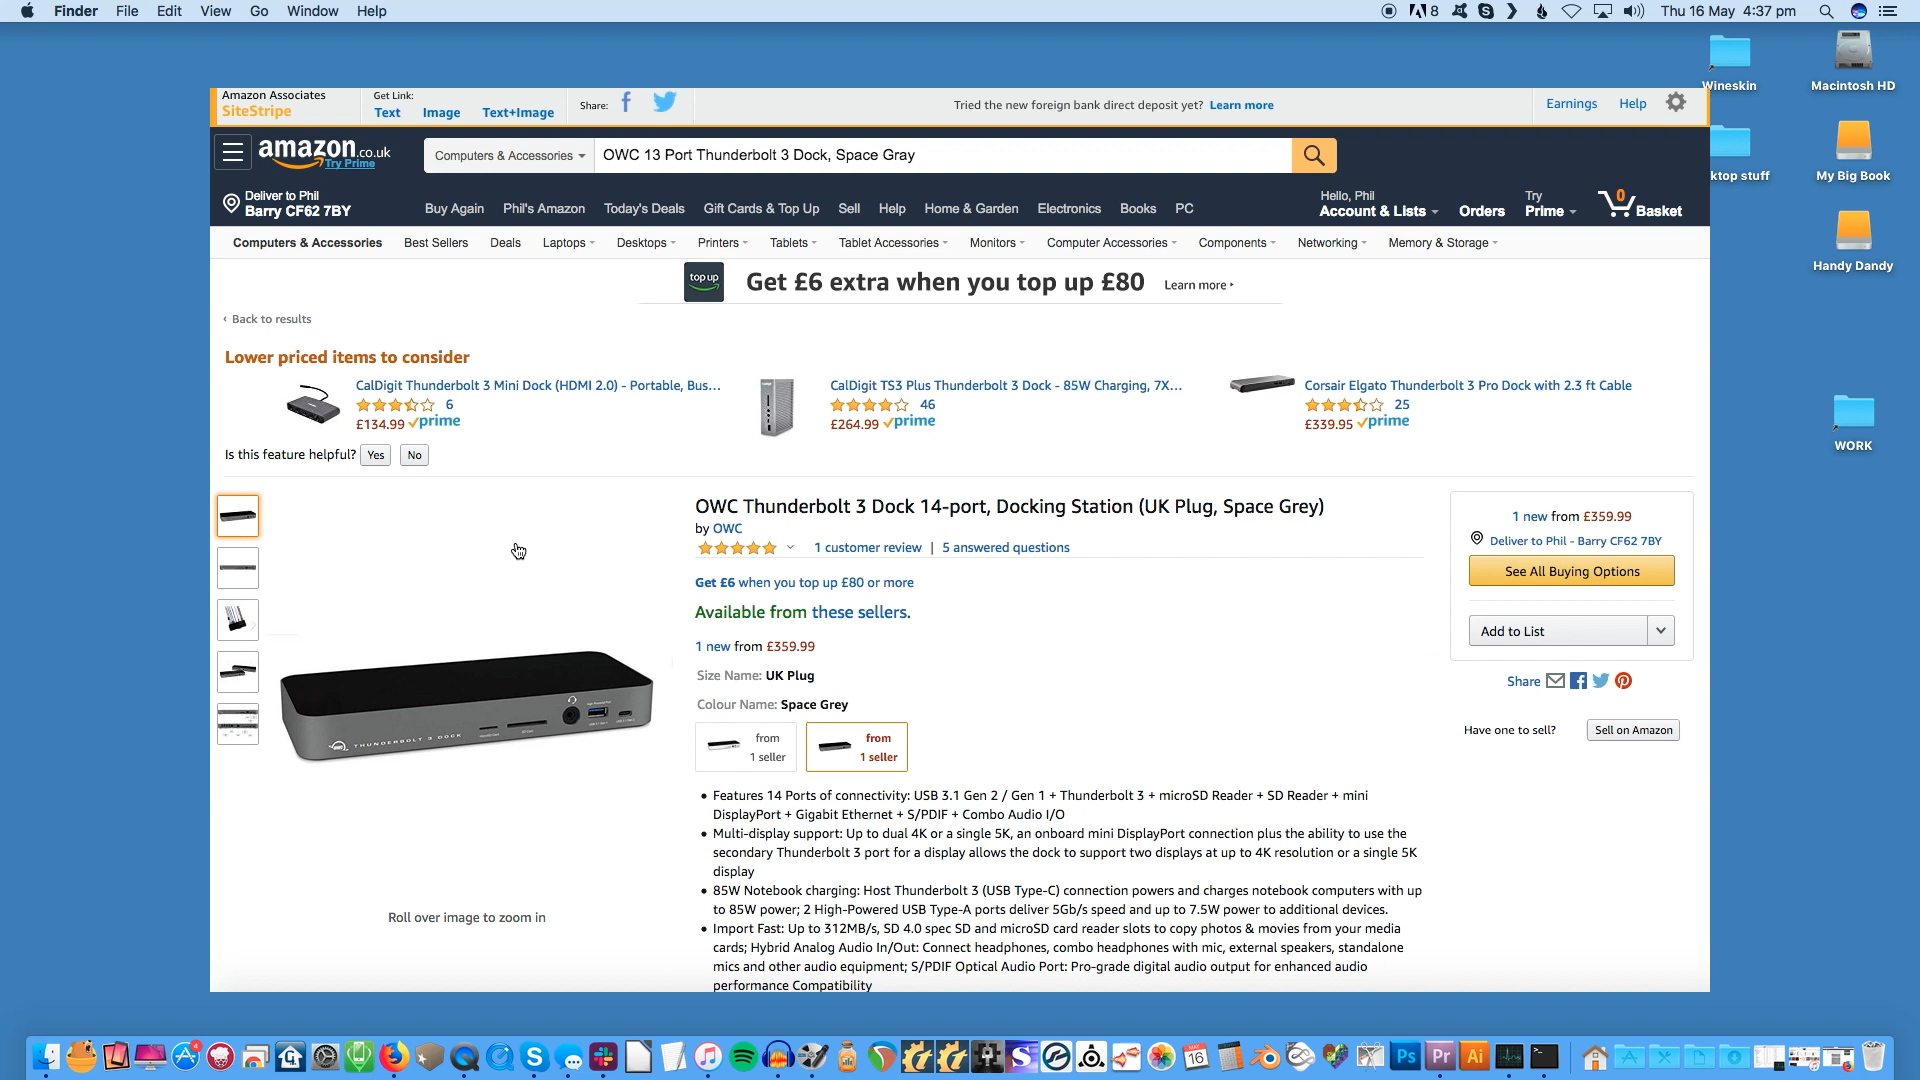 Finder File Edit View Go Window Help
8 Thu 16 May 4:37 pm
Wineskin
Macintosh HD
ktop stuff
My Big Book
Handy Dandy
WORK
Amazon Associates
SiteStripe
Get Link:
Text Image Text+Image
Share:
Tried the new foreign bank direct deposit yet? Learn more
Earnings Help
amazon.co.uk
Try Prime
Computers & Accessories
OWC 13 Port Thunderbolt 3 Dock, Space Gray
Deliver to Phil
Barry CF62 7BY
Buy Again Phil's Amazon Today's Deals Gift Cards & Top Up Sell Help Home & Garden Electronics Books PC
Hello, Phil
Account & Lists
Orders
Try
Prime
0
Basket
Computers & Accessories Best Sellers Deals Laptops Desktops Printers Tablets Tablet Accessories Monitors Computer Accessories Components Networking Memory & Storage
top up
Get £6 extra when you top up £80 Learn more
‹ Back to results
Lower priced items to consider
CalDigit Thunderbolt 3 Mini Dock (HDMI 2.0) - Portable, Bus...
6
£134.99 prime
CalDigit TS3 Plus Thunderbolt 3 Dock - 85W Charging, 7X...
46
£264.99 prime
Corsair Elgato Thunderbolt 3 Pro Dock with 2.3 ft Cable
25
£339.95 prime
Is this feature helpful? Yes No
OWC Thunderbolt 3 Dock 14-port, Docking Station (UK Plug, Space Grey)
by OWC
1 customer review | 5 answered questions
Get £6 when you top up £80 or more
Available from these sellers.
1 new from £359.99
Size Name: UK Plug
Colour Name: Space Grey
from
1 seller
from
1 seller
• Features 14 Ports of connectivity: USB 3.1 Gen 2 / Gen 1 + Thunderbolt 3 + microSD Reader + SD Reader + mini
DisplayPort + Gigabit Ethernet + S/PDIF + Combo Audio I/O
• Multi-display support: Up to dual 4K or a single 5K, an onboard mini DisplayPort connection plus the ability to use the
secondary Thunderbolt 3 port for a display allows the dock to support two displays at up to 4K resolution or a single 5K
display
• 85W Notebook charging: Host Thunderbolt 3 (USB Type-C) connection powers and charges notebook computers with up
to 85W power; 2 High-Powered USB Type-A ports deliver 5Gb/s speed and up to 7.5W power to additional devices.
• Import Fast: Up to 312MB/s, SD 4.0 spec SD and microSD card reader slots to copy photos & movies from your media
cards; Hybrid Analog Audio In/Out: Connect headphones, combo headphones with mic, external speakers, standalone
mics and other audio equipment; S/PDIF Optical Audio Port: Pro-grade digital audio output for enhanced audio
performance Compatibility
THUNDERBOLT 3 DOCK
Roll over image to zoom in
1 new from £359.99
Deliver to Phil - Barry CF62 7BY
See All Buying Options
Add to List
Share
Have one to sell? Sell on Amazon
4
16
Ps Pr Ai